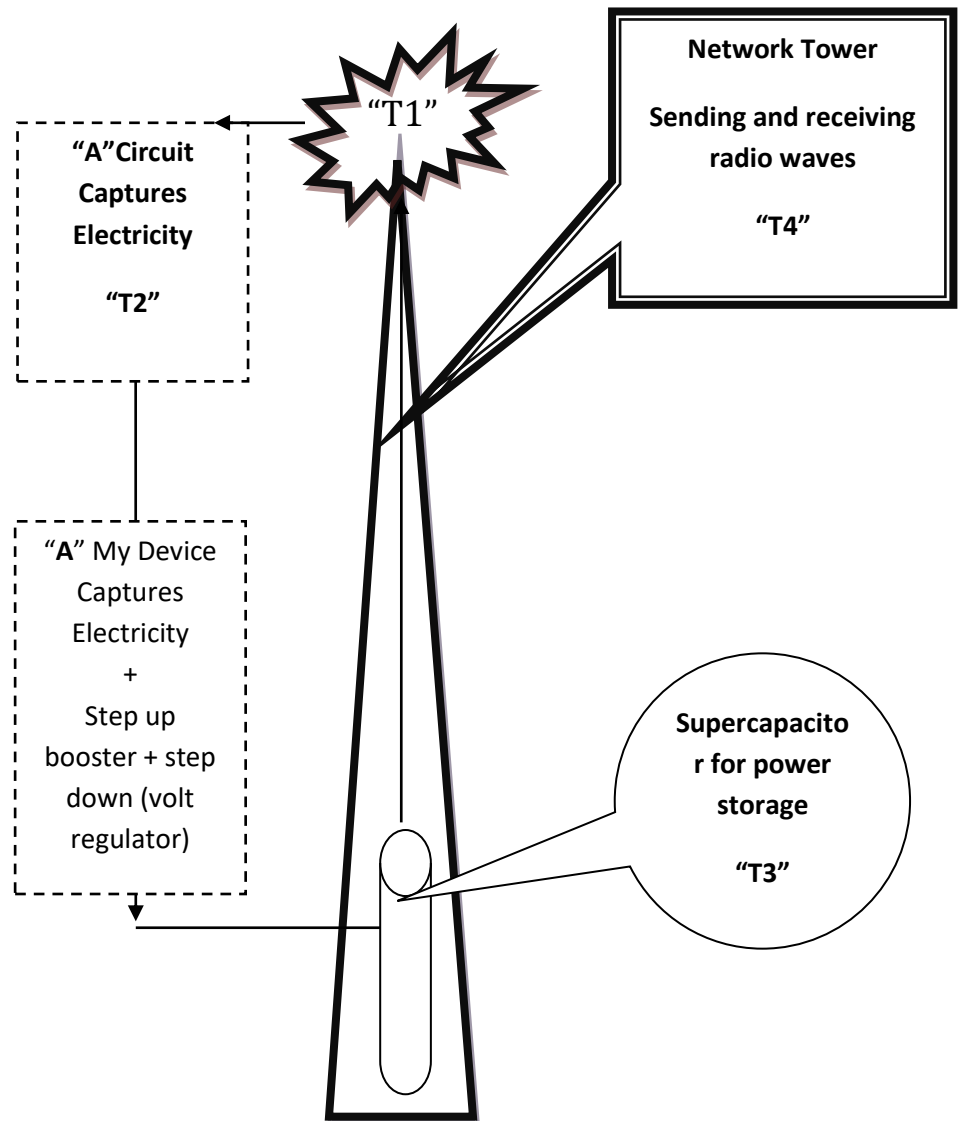 “T1”
Network Tower
Sending and receiving
radio waves
“T4”
“A”Circuit
Captures
Electricity
“T2”
“A” My Device
Captures
Electricity
+
Step up
booster + step
down (volt
regulator)
Supercapacito
r for power
storage
“T3”